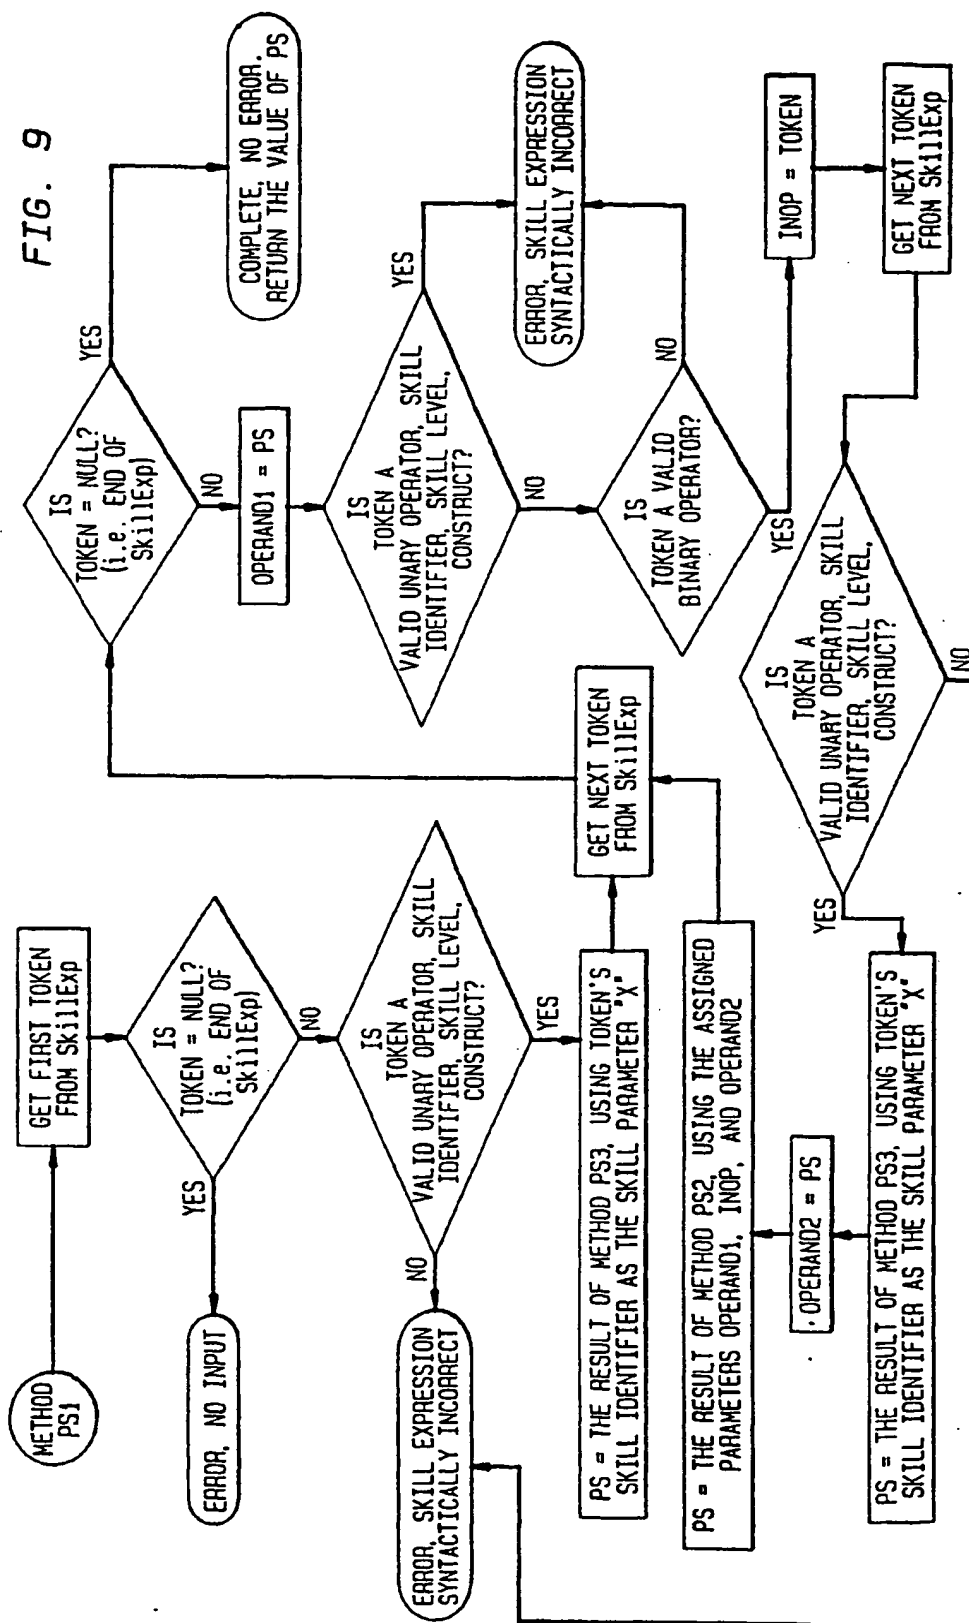 FIG. 9
METHOD
PS1
GET FIRST TOKEN
FROM SkillExp
IS
TOKEN = NULL?
(i.e. END OF
SkillExp)
YES
NO
ERROR, NO INPUT
IS
TOKEN A
VALID UNARY OPERATOR, SKILL
IDENTIFIER, SKILL LEVEL,
CONSTRUCT?
NO
YES
ERROR, SKILL EXPRESSION
SYNTACTICALLY INCORRECT
PS = THE RESULT OF METHOD PS3, USING TOKEN'S
SKILL IDENTIFIER AS THE SKILL PARAMETER "X"
GET NEXT TOKEN
FROM SkillExp
PS = THE RESULT OF METHOD PS2, USING THE ASSIGNED
PARAMETERS OPERAND1, INOP, AND OPERAND2
OPERAND2 = PS
PS = THE RESULT OF METHOD PS3, USING TOKEN'S
SKILL IDENTIFIER AS THE SKILL PARAMETER "X"
IS
TOKEN = NULL?
(i.e. END OF
SkillExp)
YES
NO
COMPLETE, NO ERROR.
RETURN THE VALUE OF PS
OPERAND1 = PS
IS
TOKEN A
VALID UNARY OPERATOR, SKILL
IDENTIFIER, SKILL LEVEL,
CONSTRUCT?
YES
NO
ERROR, SKILL EXPRESSION
SYNTACTICALLY INCORRECT
IS
TOKEN A VALID
BINARY OPERATOR?
NO
YES
INOP = TOKEN
GET NEXT TOKEN
FROM SkillExp
IS
TOKEN A
VALID UNARY OPERATOR, SKILL
IDENTIFIER, SKILL LEVEL,
CONSTRUCT?
YES
NO